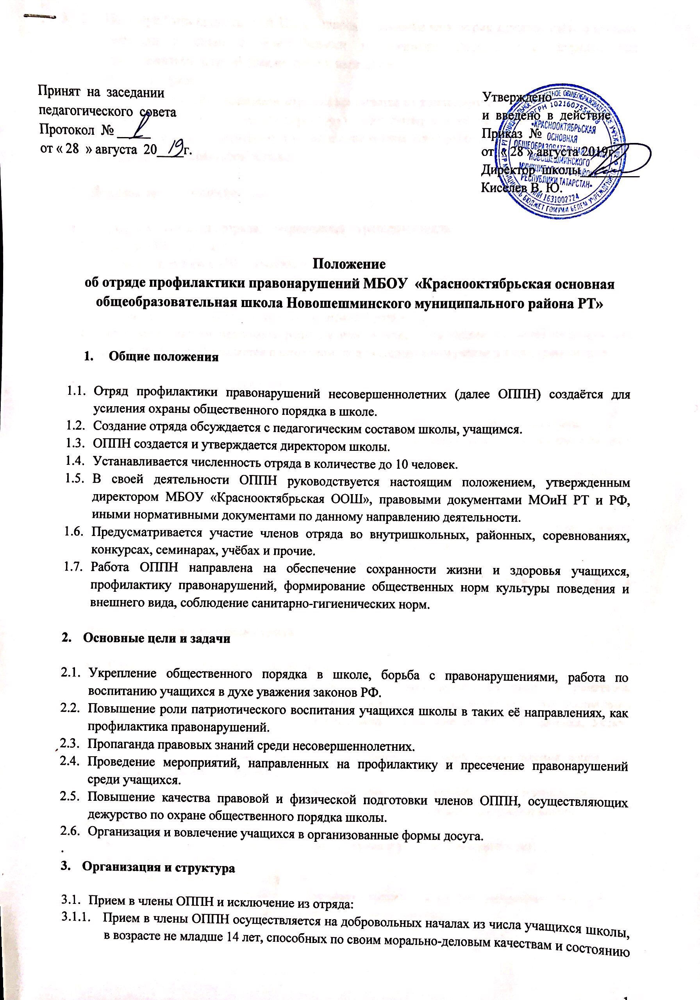 Принят на заседании
педагогического совета
Протокол №
от « 28 » августа 20 19 г.
Утверждено
и введено в действие
Приказ №
от « 28 » августа 2019г.
Директор школы
Киселев В. Ю.
«КРАСНООКТЯБРЬСКАЯ
ОСНОВНАЯ
ОБЩЕОБРАЗОВАТЕЛЬНАЯ
НОВОШЕШМИНСКОГО
МУНИЦИПАЛЬНОГО РАЙОНА
РЕСПУБЛИКИ ТАТАРСТАН»
ИНН 1631002724
Положение
об отряде профилактики правонарушений МБОУ «Краснооктябрьская основная
общеобразовательная школа Новошешминского муниципального района РТ»
1. Общие положения
1.1. Отряд профилактики правонарушений несовершеннолетних (далее ОППН) создаётся для
усиления охраны общественного порядка в школе.
1.2. Создание отряда обсуждается с педагогическим составом школы, учащимся.
1.3. ОППН создается и утверждается директором школы.
1.4. Устанавливается численность отряда в количестве до 10 человек.
1.5. В своей деятельности ОППН руководствуется настоящим положением, утвержденным
директором МБОУ «Краснооктябрьская ООШ», правовыми документами МОиН РТ и РФ,
иными нормативными документами по данному направлению деятельности.
1.6. Предусматривается участие членов отряда во внутришкольных, районных, соревнованиях,
конкурсах, семинарах, учёбах и прочие.
1.7. Работа ОППН направлена на обеспечение сохранности жизни и здоровья учащихся,
профилактику правонарушений, формирование общественных норм культуры поведения и
внешнего вида, соблюдение санитарно-гигиенических норм.
2. Основные цели и задачи
2.1. Укрепление общественного порядка в школе, борьба с правонарушениями, работа по
воспитанию учащихся в духе уважения законов РФ.
2.2. Повышение роли патриотического воспитания учащихся школы в таких её направлениях, как
профилактика правонарушений.
2.3. Пропаганда правовых знаний среди несовершеннолетних.
2.4. Проведение мероприятий, направленных на профилактику и пресечение правонарушений
среди учащихся.
2.5. Повышение качества правовой и физической подготовки членов ОППН, осуществляющих
дежурство по охране общественного порядка школы.
2.6. Организация и вовлечение учащихся в организованные формы досуга.
.
3. Организация и структура
3.1. Прием в члены ОППН и исключение из отряда:
3.1.1. Прием в члены ОППН осуществляется на добровольных началах из числа учащихся школы,
в возрасте не младше 14 лет, способных по своим морально-деловым качествам и состоянию